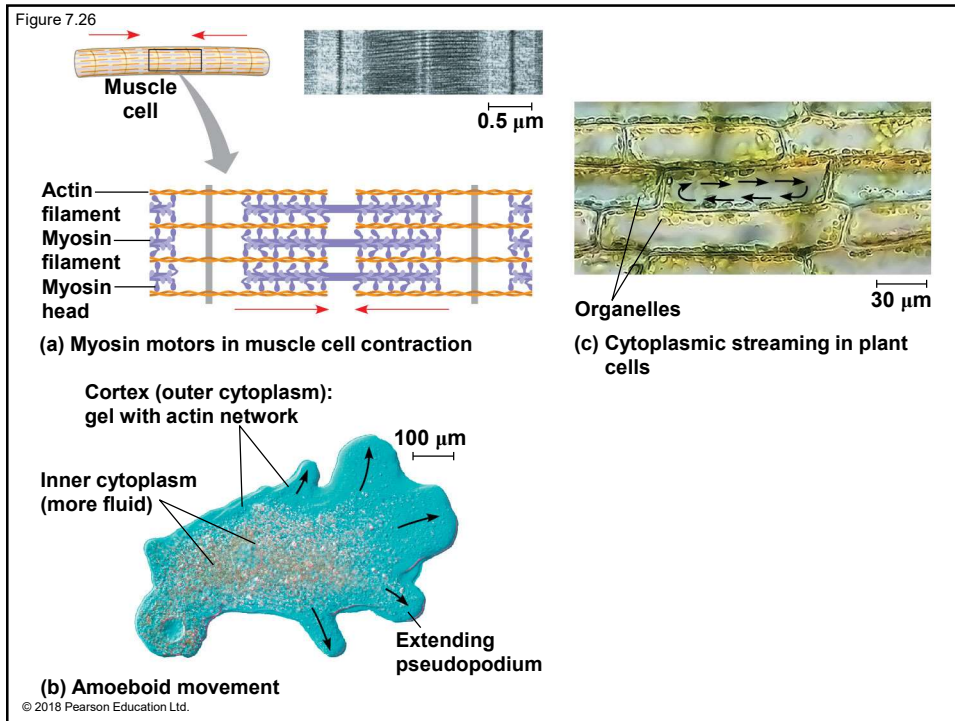 Figure 7.26
Muscle
cell
0.5 μm
Actin
filament
Myosin
filament
Myosin
head
(a) Myosin motors in muscle cell contraction
Organelles
30 μm
(c) Cytoplasmic streaming in plant
cells
Cortex (outer cytoplasm):
gel with actin network
100 μm
Inner cytoplasm
(more fluid)
Extending
pseudopodium
(b) Amoeboid movement
© 2018 Pearson Education Ltd.